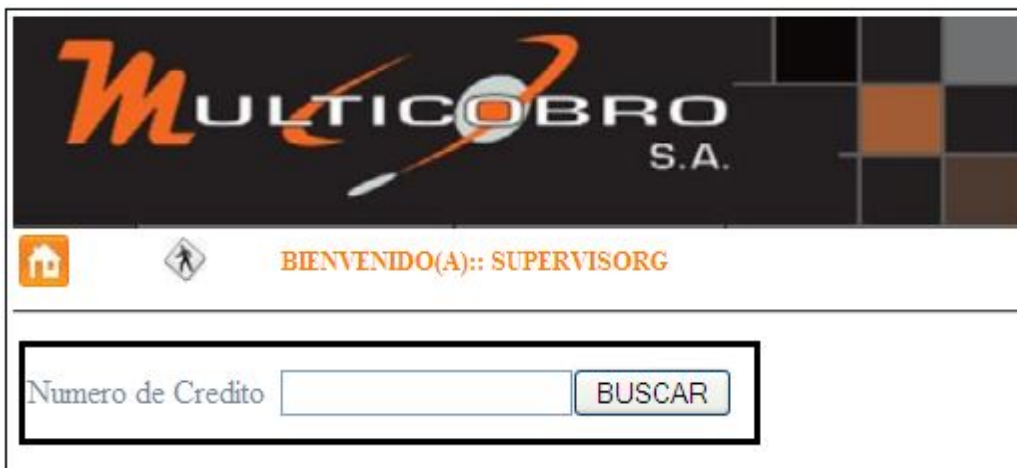 MULTICOBRO
S.A.
BIENVENIDO(A):: SUPERVISORG
Numero de Credito BUSCAR